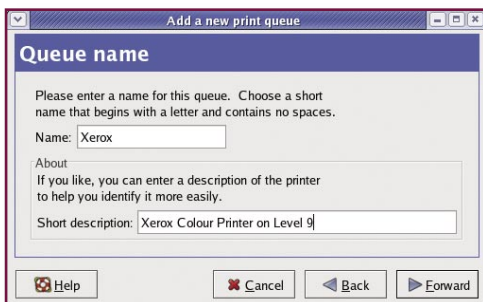 Add a new print queue
Queue name
Please enter a name for this queue. Choose a short
name that begins with a letter and contains no spaces.
Name: Xerox
About
If you like, you can enter a description of the printer
to help you identify it more easily.
Short description: Xerox Colour Printer on Level 9
Help Cancel Back Forward